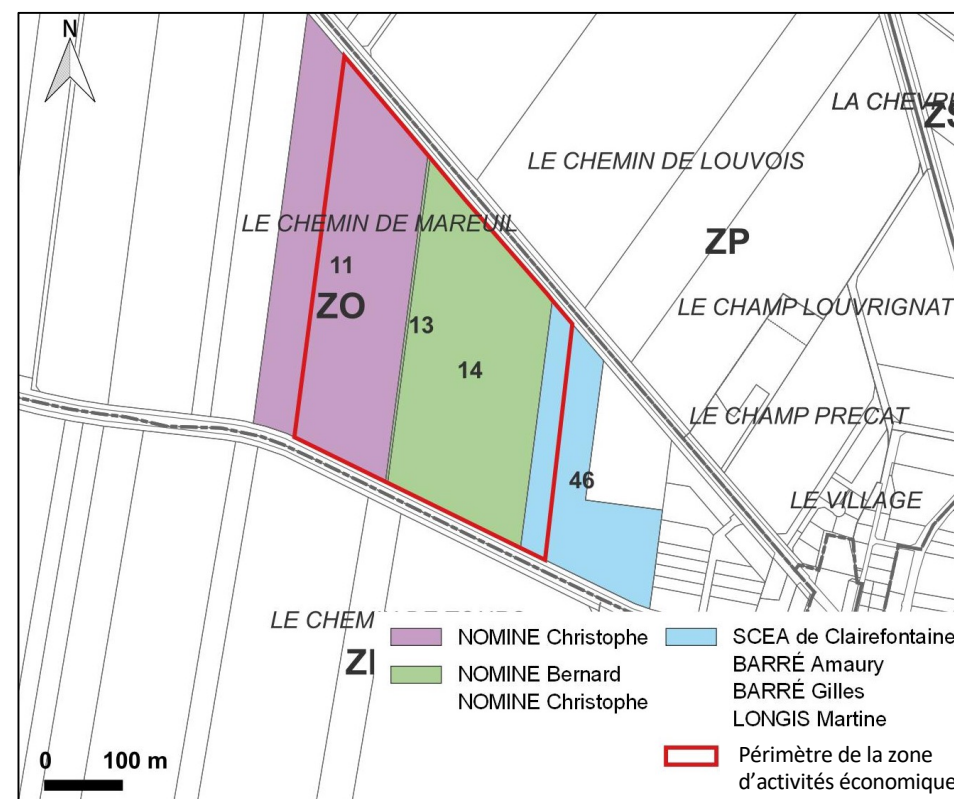 N
LA CHEVRE
ZS
LE CHEMIN DE LOUVOIS
LE CHEMIN DE MAREUIL
ZP
11
ZO
LE CHAMP LOUVRIGNAT
13
14
LE CHAMP PRECAT
46
LE VILLAGE
LE CHEM
NOMINE Christophe
NOMINE Bernard
NOMINE Christophe
SCEA de Clairefontaine
BARRÉ Amaury
BARRÉ Gilles
LONGIS Martine
Périmètre de la zone
d'activités économique
0 100 m